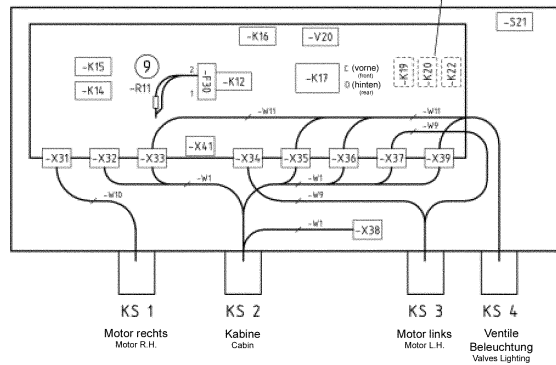 -S21
-K16 -V20
-K15 9 2 -F30 -K12 -K17 C (vorne) -K19 -K20 -K22
(front)
-K14 -R11 1 D (hinten)
(rear)
-W11 -W11
-W9
-X41
-X31 -X32 -X33 -X34 -X35 -X36 -X37 -X39
-W1 -W1
-W10 -W9
-W1 -X38
KS 1 KS 2 KS 3 KS 4
Motor rechts Kabine Motor links Ventile
Motor R.H. Cabin Motor L.H. Beleuchtung
Valves Lighting